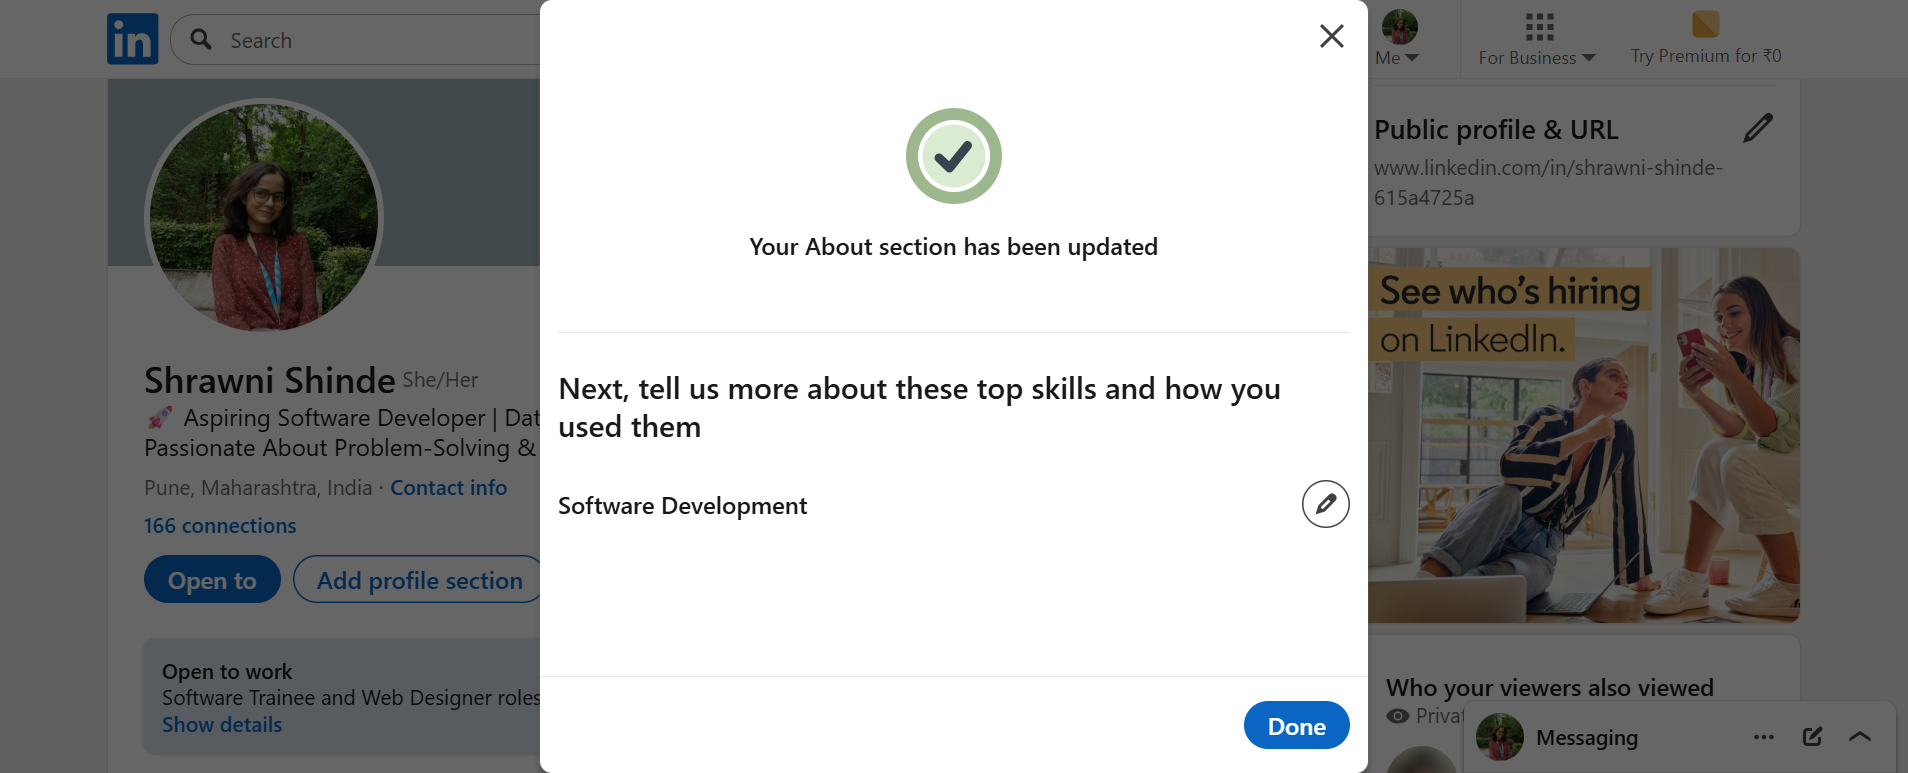 in
Search
Me
For Business
Try Premium for ₹0
Your About section has been updated
Next, tell us more about these top skills and how you
used them
Software Development
Done
Shrawni Shinde She/Her
🚀 Aspiring Software Developer | Dat
Passionate About Problem-Solving &
Pune, Maharashtra, India · Contact info
166 connections
Open to
Add profile section
Open to work
Software Trainee and Web Designer roles
Show details
Public profile & URL
www.linkedin.com/in/shrawni-shinde-
615a4725a
See who's hiring
on LinkedIn.
Who your viewers also viewed
Privat
Messaging